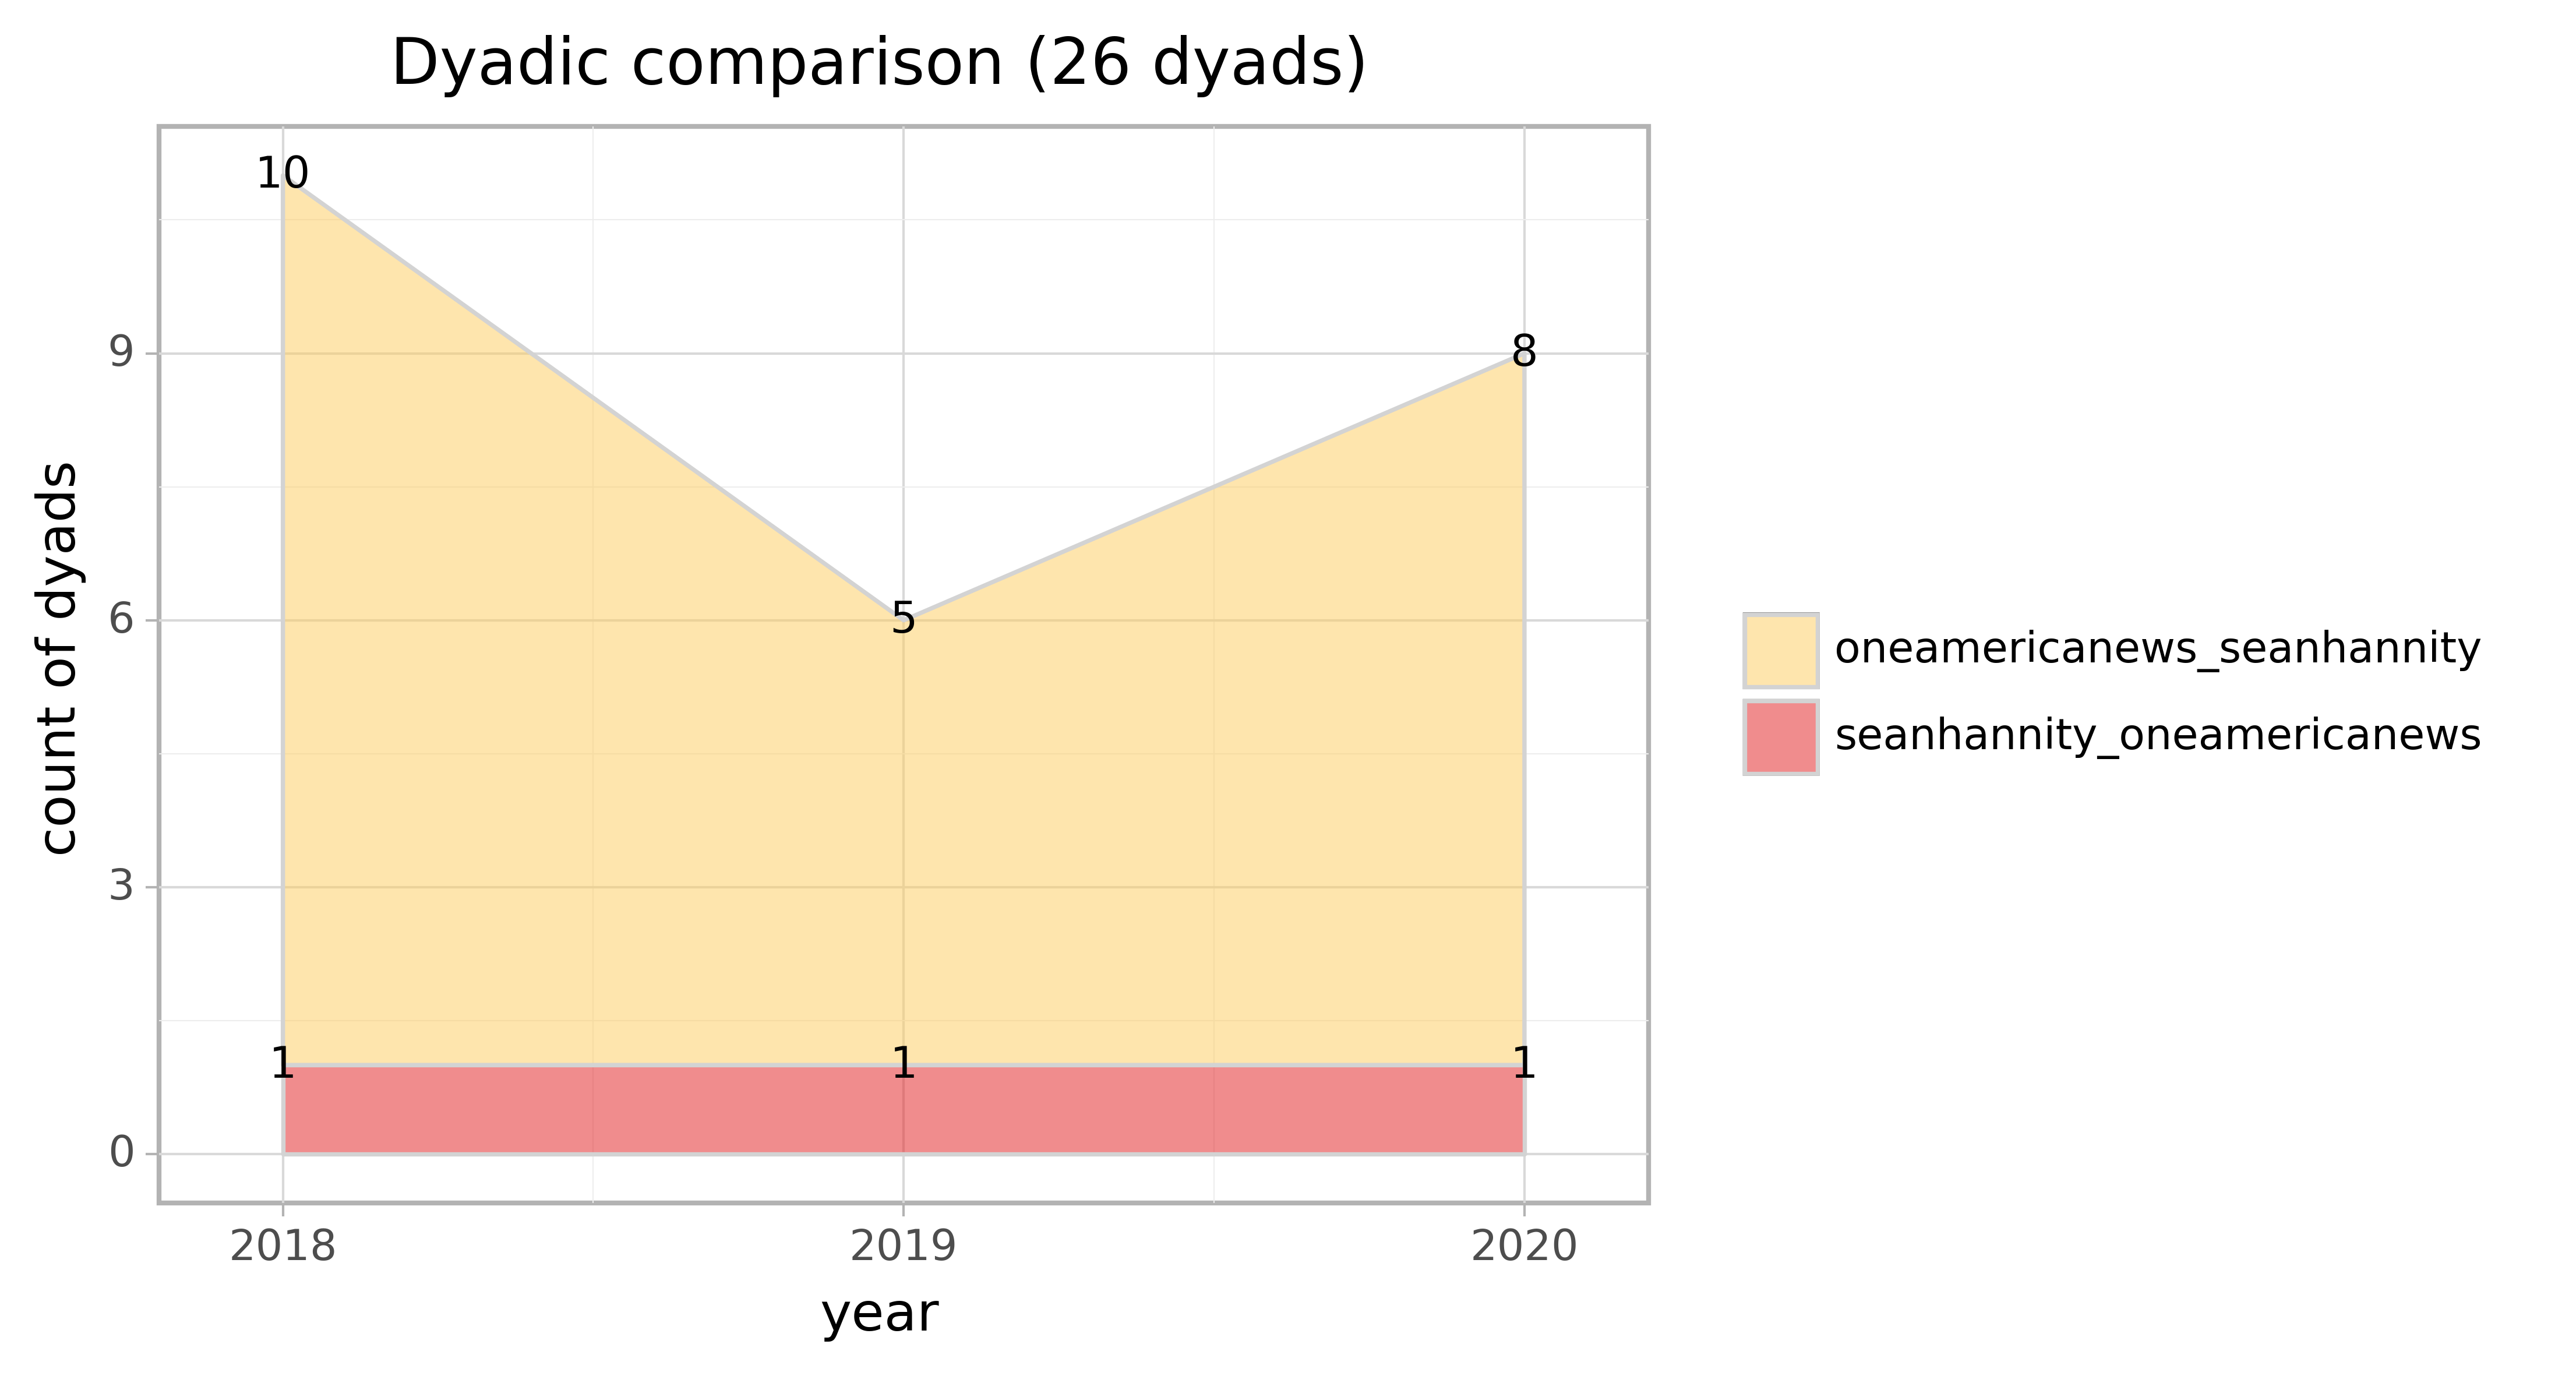 Dyadic comparison (26 dyads)
count of dyads
9
6
3
0
10
5
8
1
1
1
2018
2019
2020
year
oneamericanews_seanhannity
seanhannity_oneamericanews